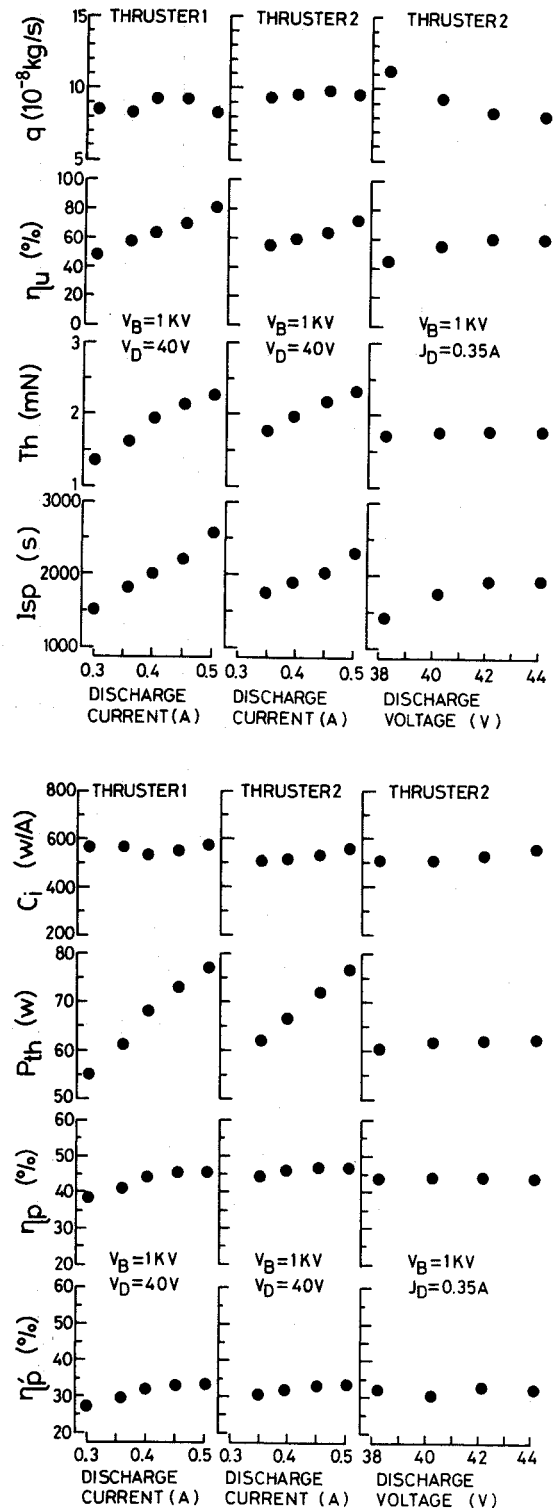 THRUSTER1 THRUSTER2 THRUSTER2
q (10⁻⁸kg/s)
15
10
5
ηu (%)
100
80
60
40
20
0
VB=1KV VB=1KV VB=1KV
VD=40V VD=40V JD=0.35A
Th (mN)
3
2
1
Isp (s)
3000
2000
1000
0.3 0.4 0.5 0.3 0.4 0.5 38 40 42 44
DISCHARGE DISCHARGE DISCHARGE
CURRENT(A) CURRENT(A) VOLTAGE (V)
THRUSTER1 THRUSTER2 THRUSTER2
Ci (w/A)
800
600
400
200
Pth (w)
80
70
60
50
ηp (%)
60
50
40
30
20
VB=1KV VB=1KV VB=1KV
VD=40V VD=40V JD=0.35A
η'p (%)
60
50
40
30
20
0.3 0.4 0.5 0.3 0.4 0.5 38 40 42 44
DISCHARGE DISCHARGE DISCHARGE
CURRENT(A) CURRENT(A) VOLTAGE (V)